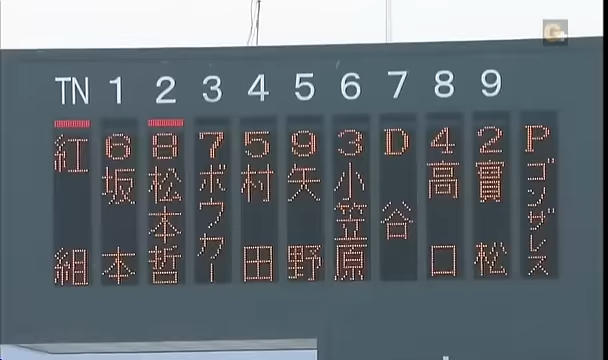 TN 1 2 3 4 5 6 7 8 9
紅組
6 坂本
8 松本哲
7 ボウカー
5 村田
9 矢野
3 小笠原
D 谷
4 高口
2 實松
P ゴンザレス
G